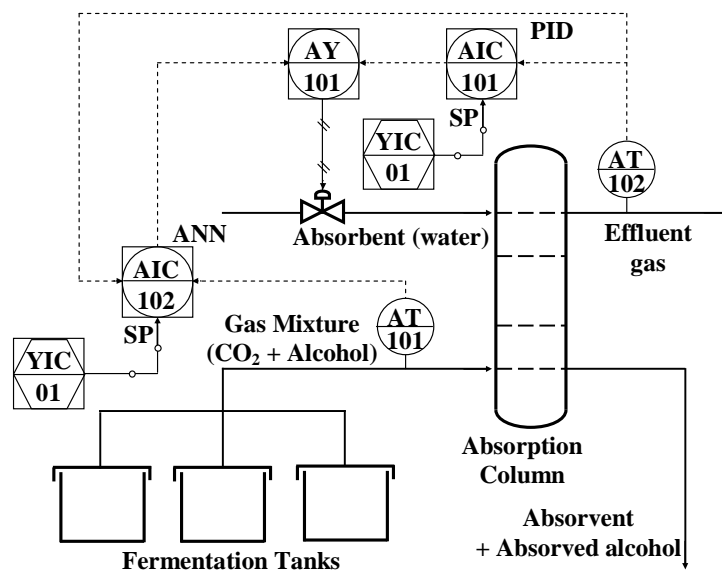 PID
AY
101
AIC
101
SP
YIC
01
AT
102
Absorbent (water)
Effluent
gas
ANN
AIC
102
SP
YIC
01
Gas Mixture
(CO₂ + Alcohol)
AT
101
Absorption
Column
Fermentation Tanks
Absorvent
+ Absorved alcohol